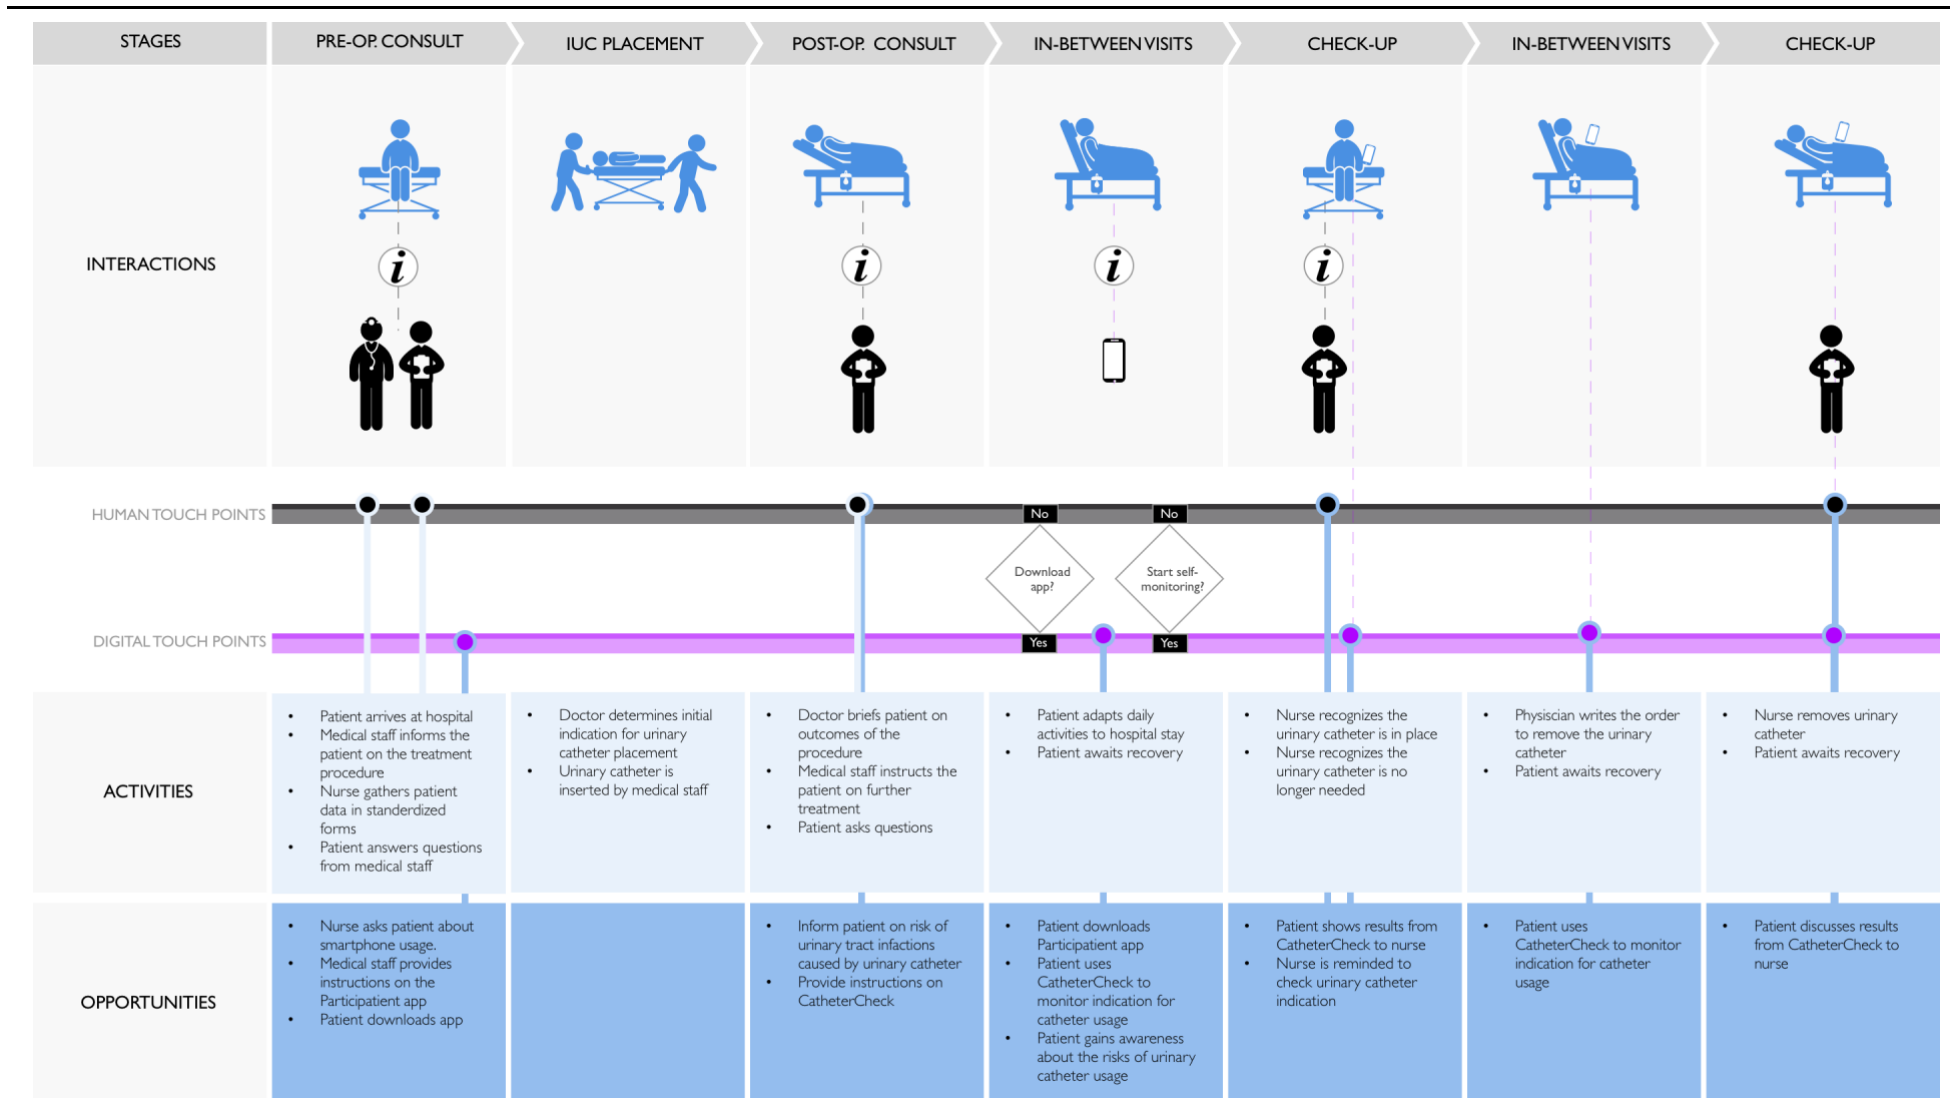 STAGES
PRE-OP. CONSULT
IUC PLACEMENT
POST-OP. CONSULT
IN-BETWEEN VISITS
CHECK-UP
IN-BETWEEN VISITS
CHECK-UP
INTERACTIONS
i
i
i
i
HUMAN TOUCH POINTS
No
No
Download
app?
Start self-
monitoring?
DIGITAL TOUCH POINTS
Yes
Yes
ACTIVITIES
• Patient arrives at hospital
• Medical staff informs the
patient on the treatment
procedure
• Nurse gathers patient
data in standerdized
forms
• Patient answers questions
from medical staff
• Doctor determines initial
indication for urinary
catheter placement
• Urinary catheter is
inserted by medical staff
• Doctor briefs patient on
outcomes of the
procedure
• Medical staff instructs the
patient on further
treatment
• Patient asks questions
• Patient adapts daily
activities to hospital stay
• Patient awaits recovery
• Nurse recognizes the
urinary catheter is in place
• Nurse recognizes the
urinary catheter is no
longer needed
• Physiscian writes the order
to remove the urinary
catheter
• Patient awaits recovery
• Nurse removes urinary
catheter
• Patient awaits recovery
OPPORTUNITIES
• Nurse asks patient about
smartphone usage.
• Medical staff provides
instructions on the
Participatient app
• Patient downloads app
• Inform patient on risk of
urinary tract infactions
caused by urinary catheter
• Provide instructions on
CatheterCheck
• Patient downloads
Participatient app
• Patient uses
CatheterCheck to
monitor indication for
catheter usage
• Patient gains awareness
about the risks of urinary
catheter usage
• Patient shows results from
CatheterCheck to nurse
• Nurse is reminded to
check urinary catheter
indication
• Patient uses
CatheterCheck to monitor
indication for catheter
usage
• Patient discusses results
from CatheterCheck to
nurse